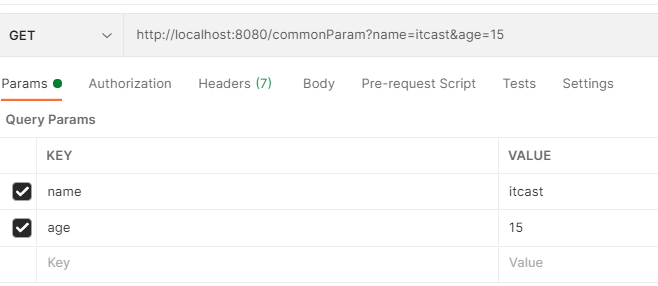 GET http://localhost:8080/commonParam?name=itcast&age=15
Params Authorization Headers (7) Body Pre-request Script Tests Settings
Query Params
KEY VALUE
name itcast
age 15
Key Value